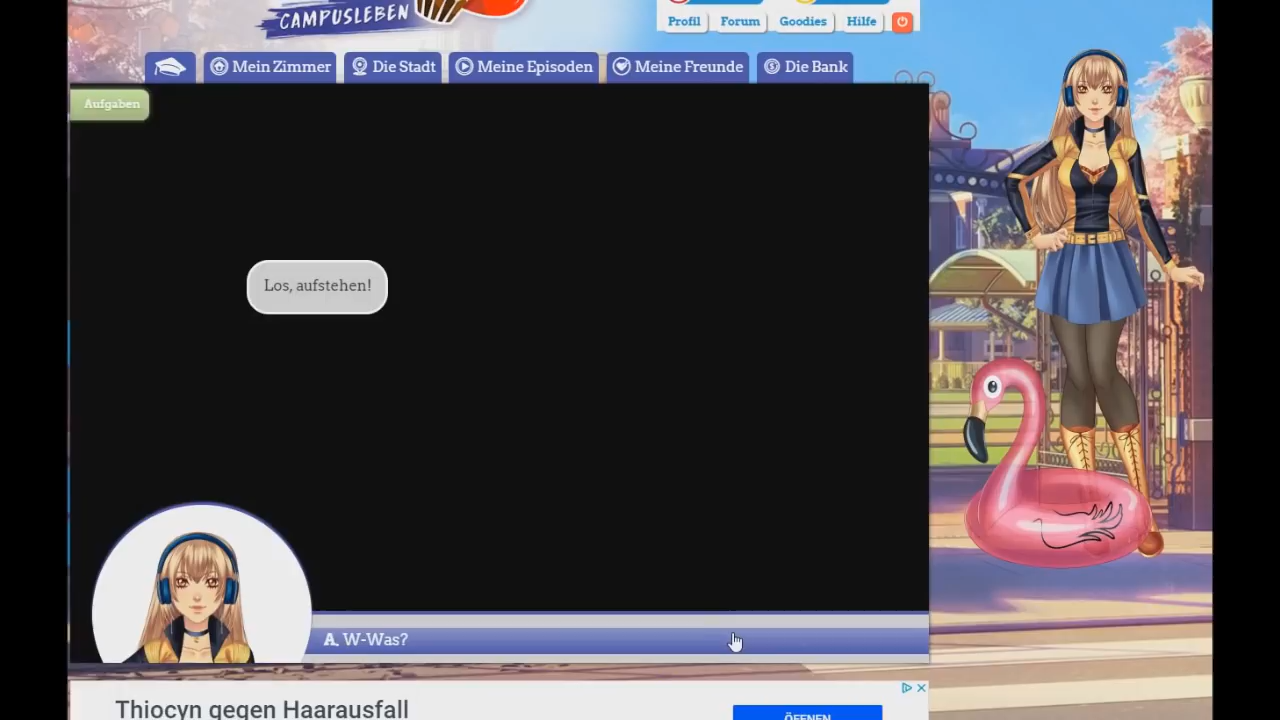 CAMPUSLEBEN
Profil
Forum
Goodies
Hilfe
Mein Zimmer
Die Stadt
Meine Episoden
Meine Freunde
Die Bank
Aufgaben
Los, aufstehen!
A. W-Was?
Thiocyn gegen Haarausfall
ÖFFNEN